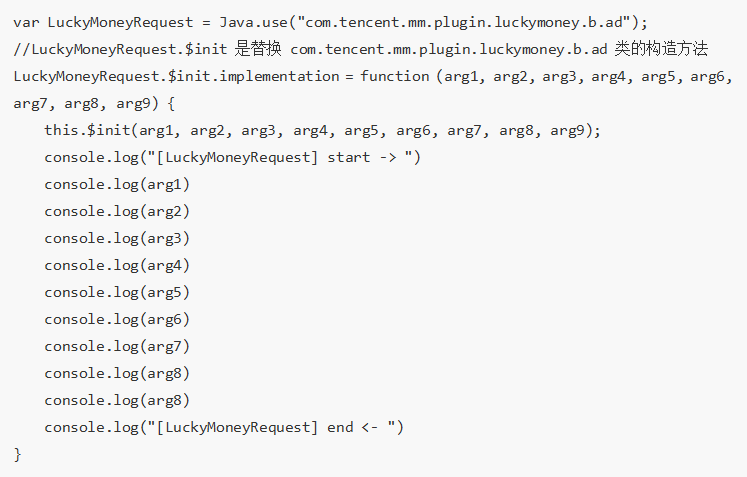 var LuckyMoneyRequest = Java.use("com.tencent.mm.plugin.luckymoney.b.ad");
//LuckyMoneyRequest.$init 是替换 com.tencent.mm.plugin.luckymoney.b.ad 类的构造方法
LuckyMoneyRequest.$init.implementation = function (arg1, arg2, arg3, arg4, arg5, arg6,
arg7, arg8, arg9) {
this.$init(arg1, arg2, arg3, arg4, arg5, arg6, arg7, arg8, arg9);
console.log("[LuckyMoneyRequest] start -> ")
console.log(arg1)
console.log(arg2)
console.log(arg3)
console.log(arg4)
console.log(arg5)
console.log(arg6)
console.log(arg7)
console.log(arg8)
console.log(arg8)
console.log("[LuckyMoneyRequest] end <- ")
}